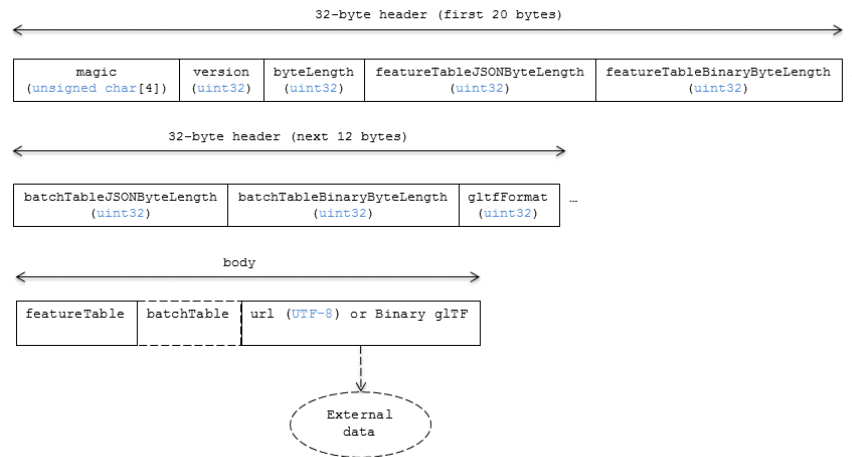 32-byte header (first 20 bytes)
magic version byteLength featureTableJSONByteLength featureTableBinaryByteLength
(unsigned char[4]) (uint32) (uint32) (uint32) (uint32)
32-byte header (next 12 bytes)
batchTableJSONByteLength batchTableBinaryByteLength gltfFormat ...
(uint32) (uint32) (uint32)
body
featureTable batchTable url (UTF-8) or Binary glTF
External
data